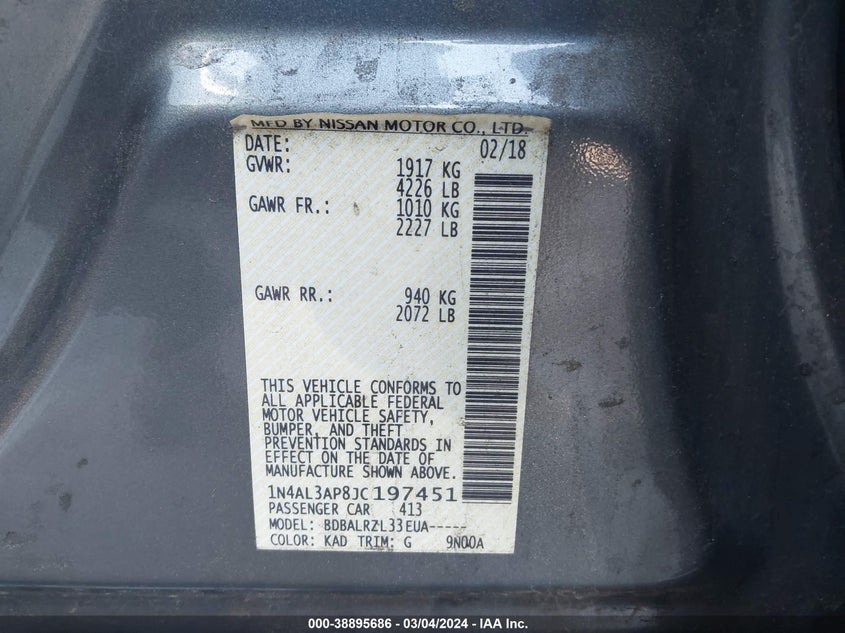 MFD BY NISSAN MOTOR CO., LTD.
DATE: 02/18
GVWR: 1917 KG
4226 LB
GAWR FR.: 1010 KG
2227 LB
GAWR RR.: 940 KG
2072 LB
THIS VEHICLE CONFORMS TO
ALL APPLICABLE FEDERAL
MOTOR VEHICLE SAFETY,
BUMPER, AND THEFT
PREVENTION STANDARDS IN
EFFECT ON THE DATE OF
MANUFACTURE SHOWN ABOVE.
1N4AL3AP8JC197451
PASSENGER CAR 413
MODEL: BDBALRZL33EUA-----
COLOR: KAD TRIM: G 9N00A
000-38895686 - 03/04/2024 - IAA Inc.